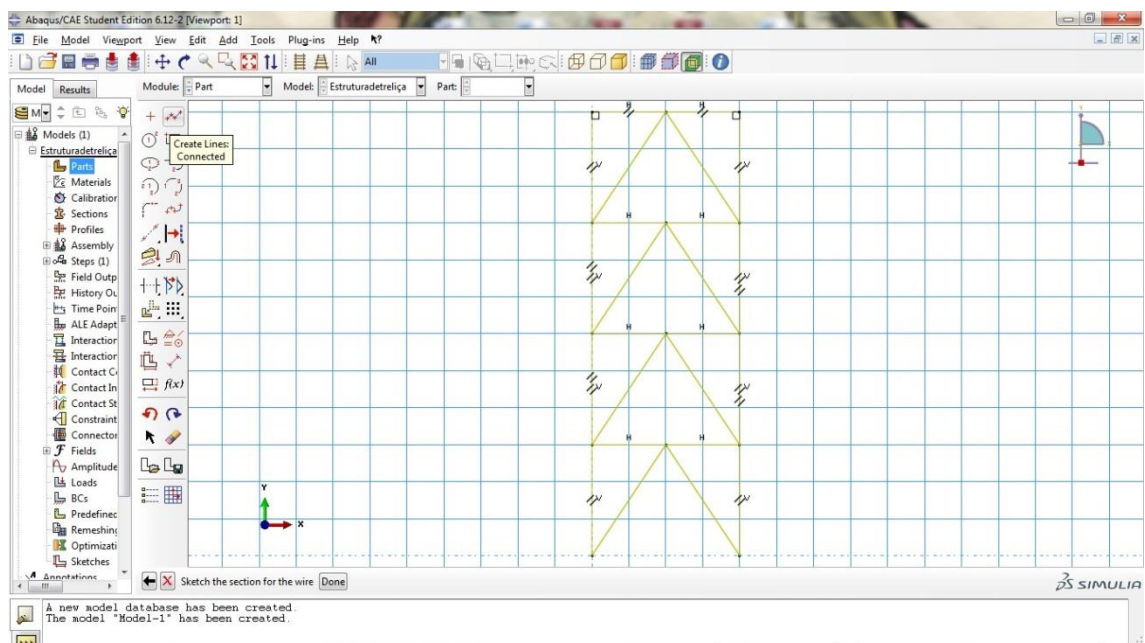 Abaqus/CAE Student Edition 6.12-2 [Viewport: 1]
File Model Viewport View Edit Add Tools Plug-ins Help
All
Model Results
Module: Part Model: Estruturadetreliça Part:
Models (1)
Estruturadetreliça
Parts
Materials
Calibration
Sections
Profiles
Assembly
Steps (1)
Field Outp
History Ou
Time Poin
ALE Adapt
Interaction
Interaction
Contact Co
Contact In
Contact St
Constraint
Connector
Fields
Amplitude
Loads
BCs
Predefined
Remeshing
Optimizati
Sketches
Annotations
Create Lines:
Connected
f(x)
H H
V V
H H
V V
H H
V V
H H
V V
Y
X
Sketch the section for the wire Done
SIMULIA
A new model database has been created.
The model "Model-1" has been created.